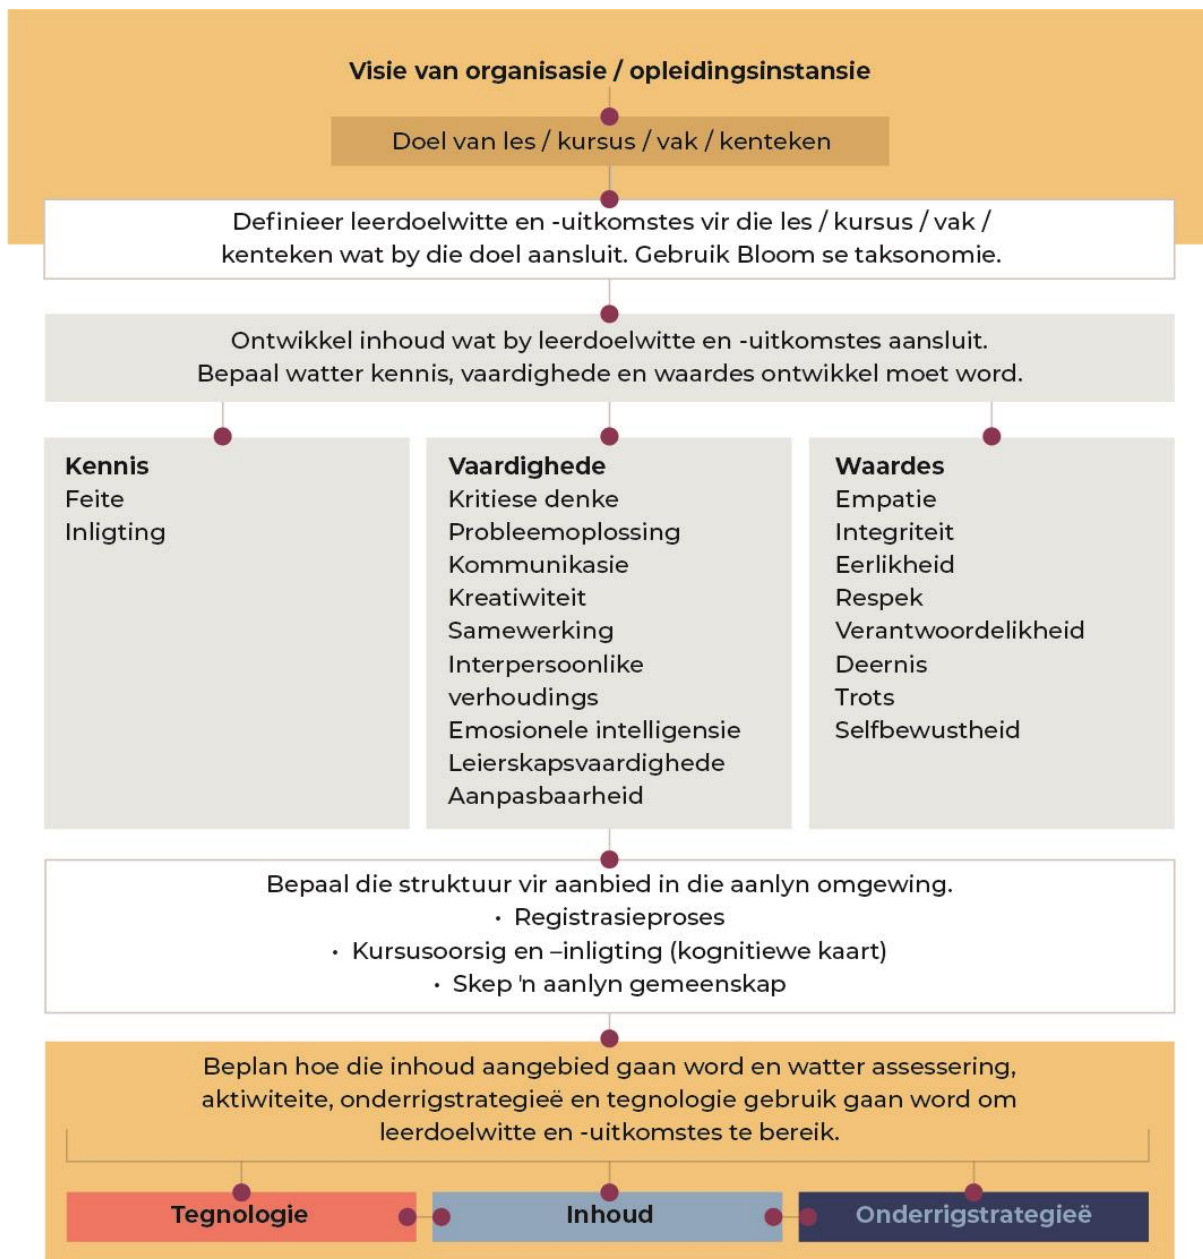 Visie van organisasie / opleidingsinstansie
Doel van les / kursus / vak / kenteken
Definieer leerdoelwitte en -uitkomstes vir die les / kursus / vak /
kenteken wat by die doel aansluit. Gebruik Bloom se taksonomie.
Ontwikkel inhoud wat by leerdoelwitte en -uitkomstes aansluit.
Bepaal watter kennis, vaardighede en waardes ontwikkel moet word.
Kennis
Feite
Inligting
Vaardighede
Kritiese denke
Probleemoplossing
Kommunikasie
Kreatiwiteit
Samewerking
Interpersoonlike
verhoudings
Emosionele intelligensie
Leierskapsvaardighede
Aanpasbaarheid
Waardes
Empatie
Integriteit
Eerlikheid
Respek
Verantwoordelikheid
Deernis
Trots
Selfbewustheid
Bepaal die struktuur vir aanbied in die aanlyn omgewing.
• Registrasieproses
• Kursusoorsig en –inligting (kognitiewe kaart)
• Skep 'n aanlyn gemeenskap
Beplan hoe die inhoud aangebied gaan word en watter assessering,
aktiwiteite, onderrigstrategieë en tegnologie gebruik gaan word om
leerdoelwitte en -uitkomstes te bereik.
Tegnologie
Inhoud
Onderrigstrategieë